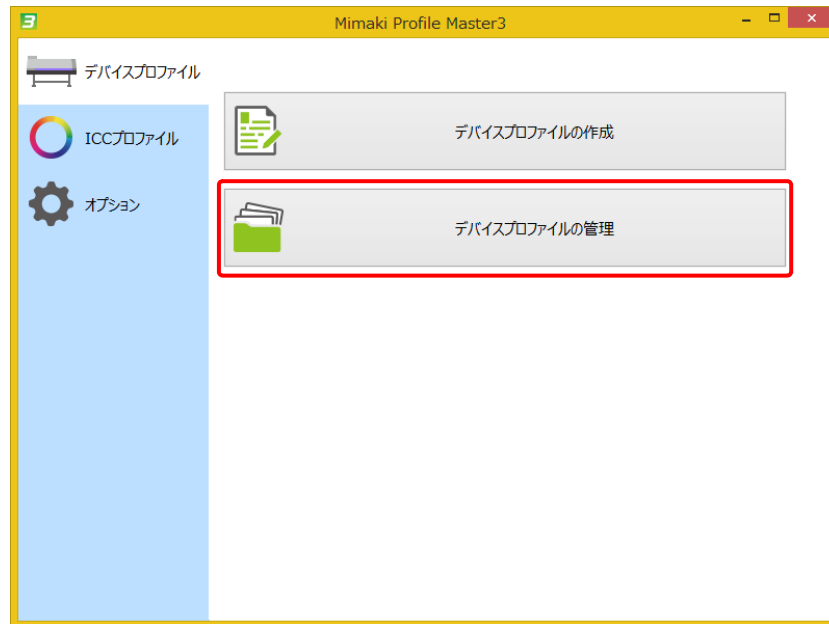 Mimaki Profile Master3
デバイスプロファイル
ICCプロファイル
オプション
デバイスプロファイルの作成
デバイスプロファイルの管理